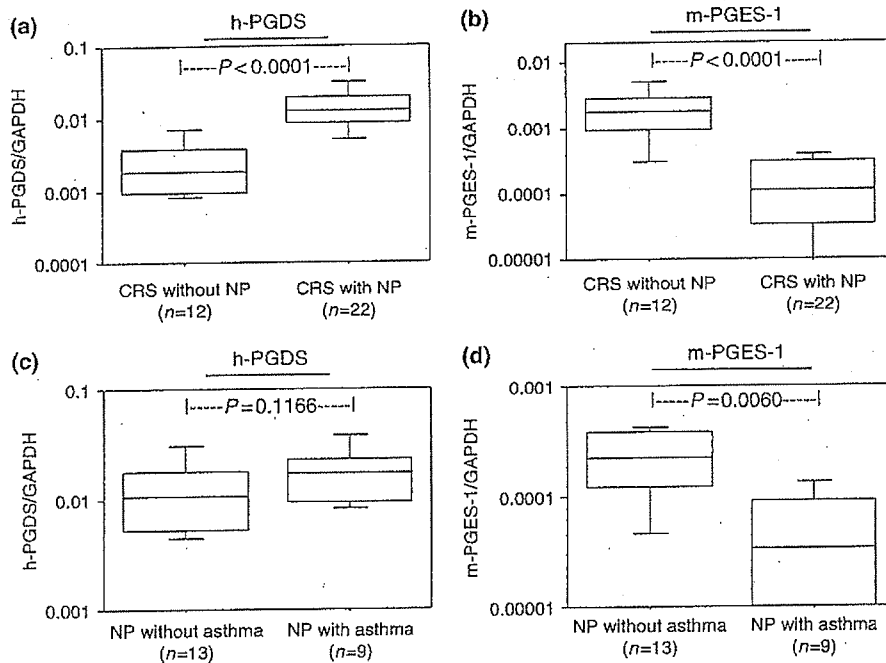 (a)
h-PGDS
0.1
P<0.0001
0.01
0.001
0.0001
h-PGDS/GAPDH
CRS without NP
(n=12)
CRS with NP
(n=22)
(b)
m-PGES-1
0.01
P<0.0001
0.001
0.0001
0.00001
m-PGES-1/GAPDH
CRS without NP
(n=12)
CRS with NP
(n=22)
(c)
h-PGDS
0.1
P=0.1166
0.01
0.001
h-PGDS/GAPDH
NP without asthma
(n=13)
NP with asthma
(n=9)
(d)
m-PGES-1
0.001
P=0.0060
0.0001
0.00001
m-PGES-1/GAPDH
NP without asthma
(n=13)
NP with asthma
(n=9)